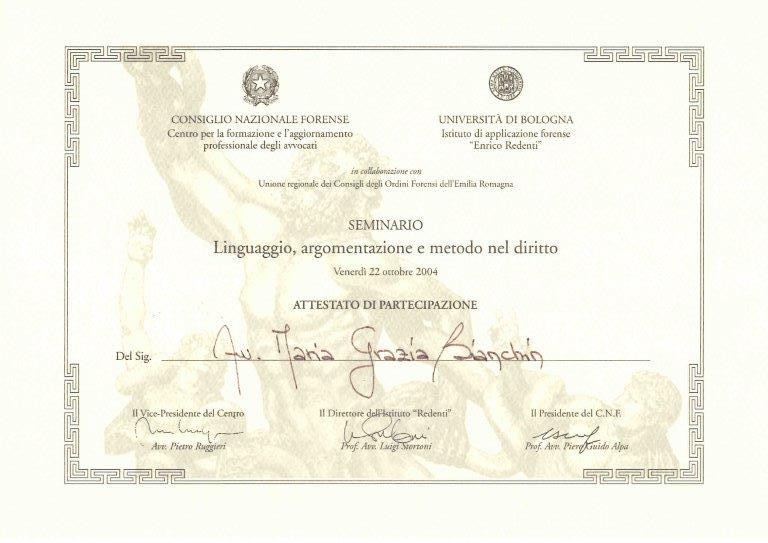 CONSIGLIO NAZIONALE FORENSE
Centro per la formazione e l'aggiornamento
professionale degli avvocati
UNIVERSITÀ DI BOLOGNA
Istituto di applicazione forense
"Enrico Redenti"
in collaborazione con
Unione regionale dei Consigli degli Ordini Forensi dell'Emilia Romagna
SEMINARIO
Linguaggio, argomentazione e metodo nel diritto
Venerdì 22 ottobre 2004
ATTESTATO DI PARTECIPAZIONE
Del Sig. Av. Maria Grazia Bianchin
Il Vice-Presidente del Centro
Avv. Pietro Ruggieri
Il Direttore dell'Istituto "Redenti"
Prof. Avv. Luigi Stortoni
Il Presidente del C.N.F.
Prof. Avv. Piero Guido Alpa